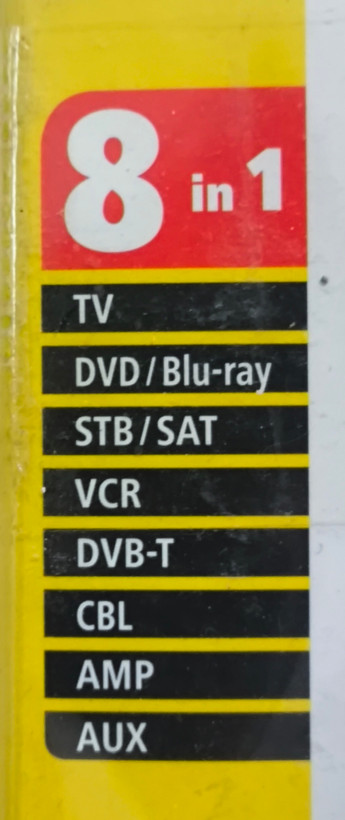 8 in 1
TV
DVD/Blu-ray
STB/SAT
VCR
DVB-T
CBL
AMP
AUX